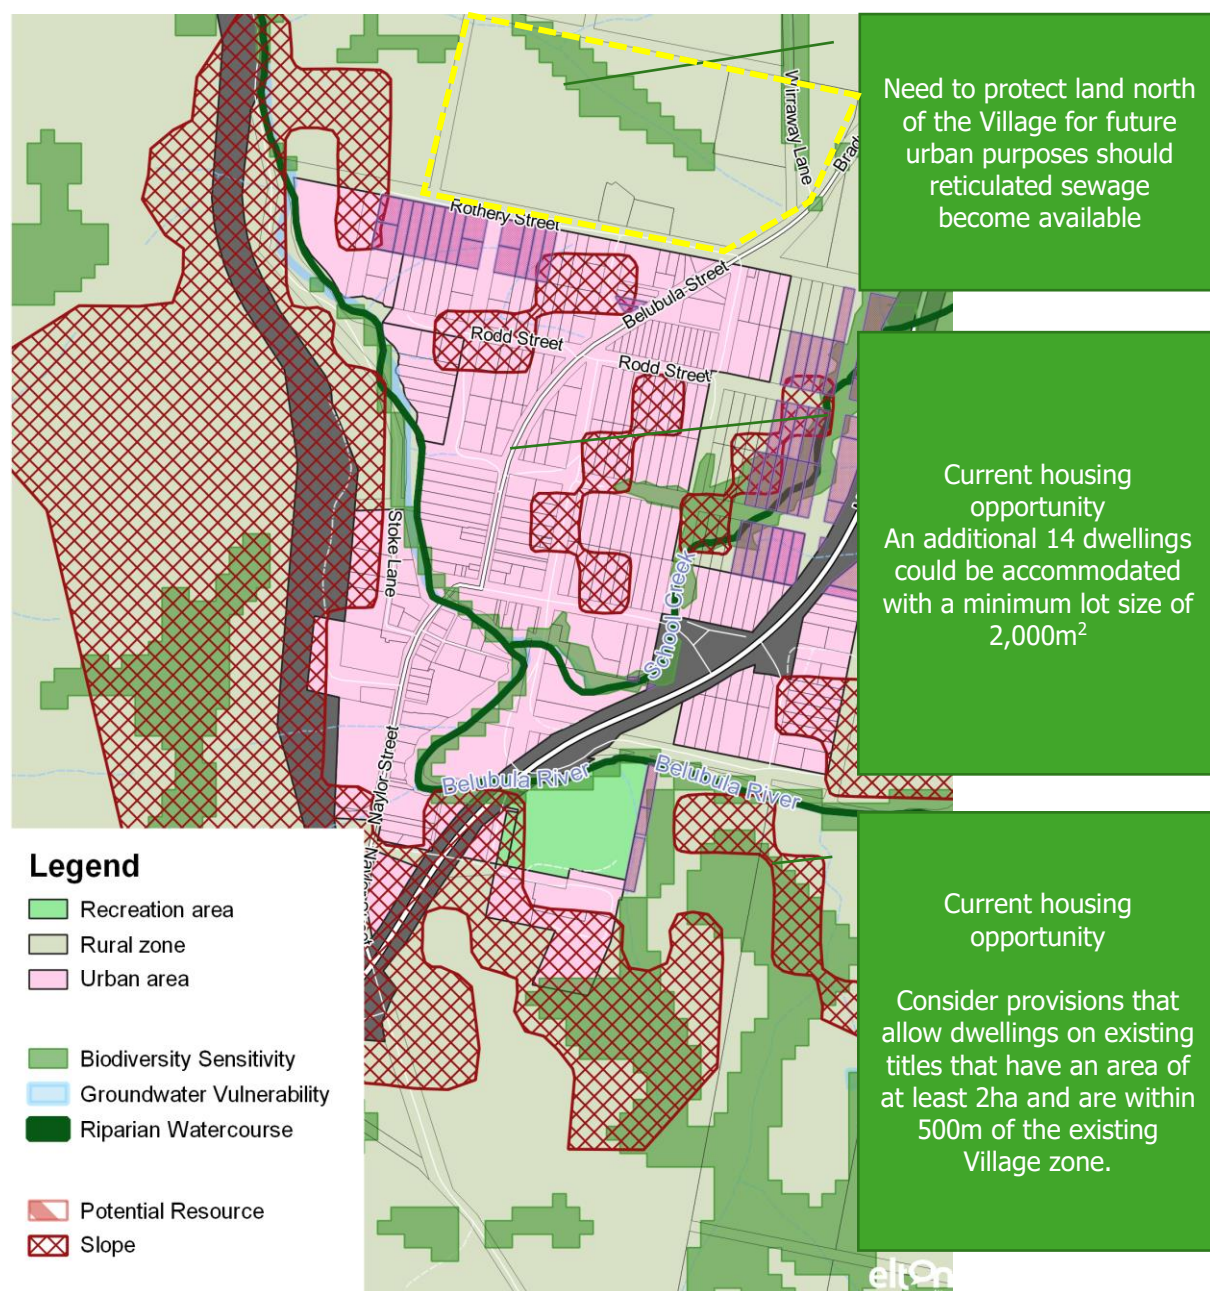 Need to protect land north
of the Village for future
urban purposes should
reticulated sewage
become available
Current housing
opportunity
An additional 14 dwellings
could be accommodated
with a minimum lot size of
2,000m²
Current housing
opportunity
Consider provisions that
allow dwellings on existing
titles that have an area of
at least 2ha and are within
500m of the existing
Village zone.
Wirraway Lane
Rothery Street
Belubula Street
Rodd Street
Rodd Street
Stoke Lane
School Creek
Naylor Street
Belubula River
Belubula River
Legend
Recreation area
Rural zone
Urban area
Biodiversity Sensitivity
Groundwater Vulnerability
Riparian Watercourse
Potential Resource
Slope
elton